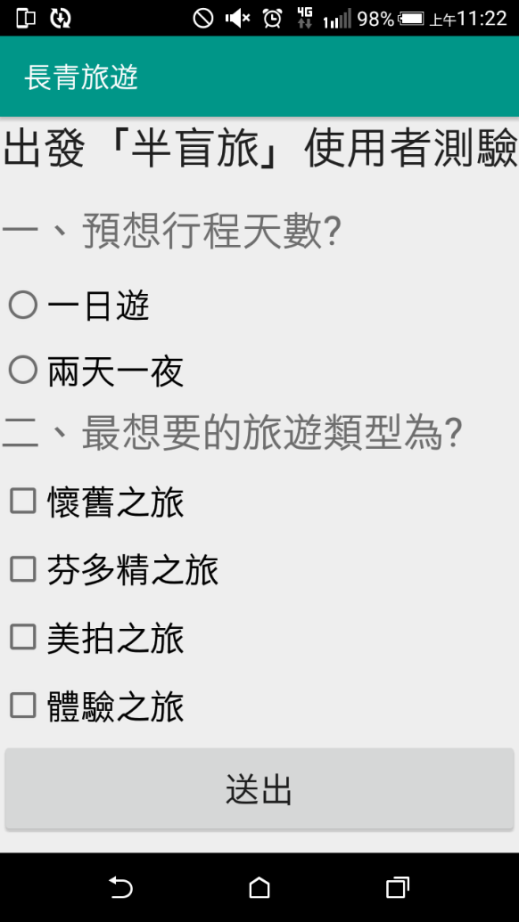 4G 98% 上午11:22
長青旅遊
出發「半盲旅」使用者測驗
一、預想行程天數?
一日遊
兩天一夜
二、最想要的旅遊類型為?
懷舊之旅
芬多精之旅
美拍之旅
體驗之旅
送出